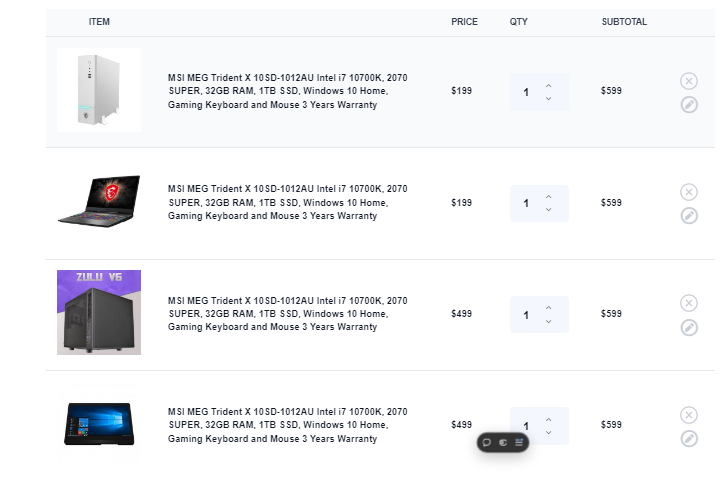 ITEM PRICE QTY SUBTOTAL
MSI MEG Trident X 10SD-1012AU Intel i7 10700K, 2070
SUPER, 32GB RAM, 1TB SSD, Windows 10 Home,
Gaming Keyboard and Mouse 3 Years Warranty
$199 1 $599
MSI MEG Trident X 10SD-1012AU Intel i7 10700K, 2070
SUPER, 32GB RAM, 1TB SSD, Windows 10 Home,
Gaming Keyboard and Mouse 3 Years Warranty
$199 1 $599
ZULU V6
MSI MEG Trident X 10SD-1012AU Intel i7 10700K, 2070
SUPER, 32GB RAM, 1TB SSD, Windows 10 Home,
Gaming Keyboard and Mouse 3 Years Warranty
$499 1 $599
MSI MEG Trident X 10SD-1012AU Intel i7 10700K, 2070
SUPER, 32GB RAM, 1TB SSD, Windows 10 Home,
Gaming Keyboard and Mouse 3 Years Warranty
$499 1 $599